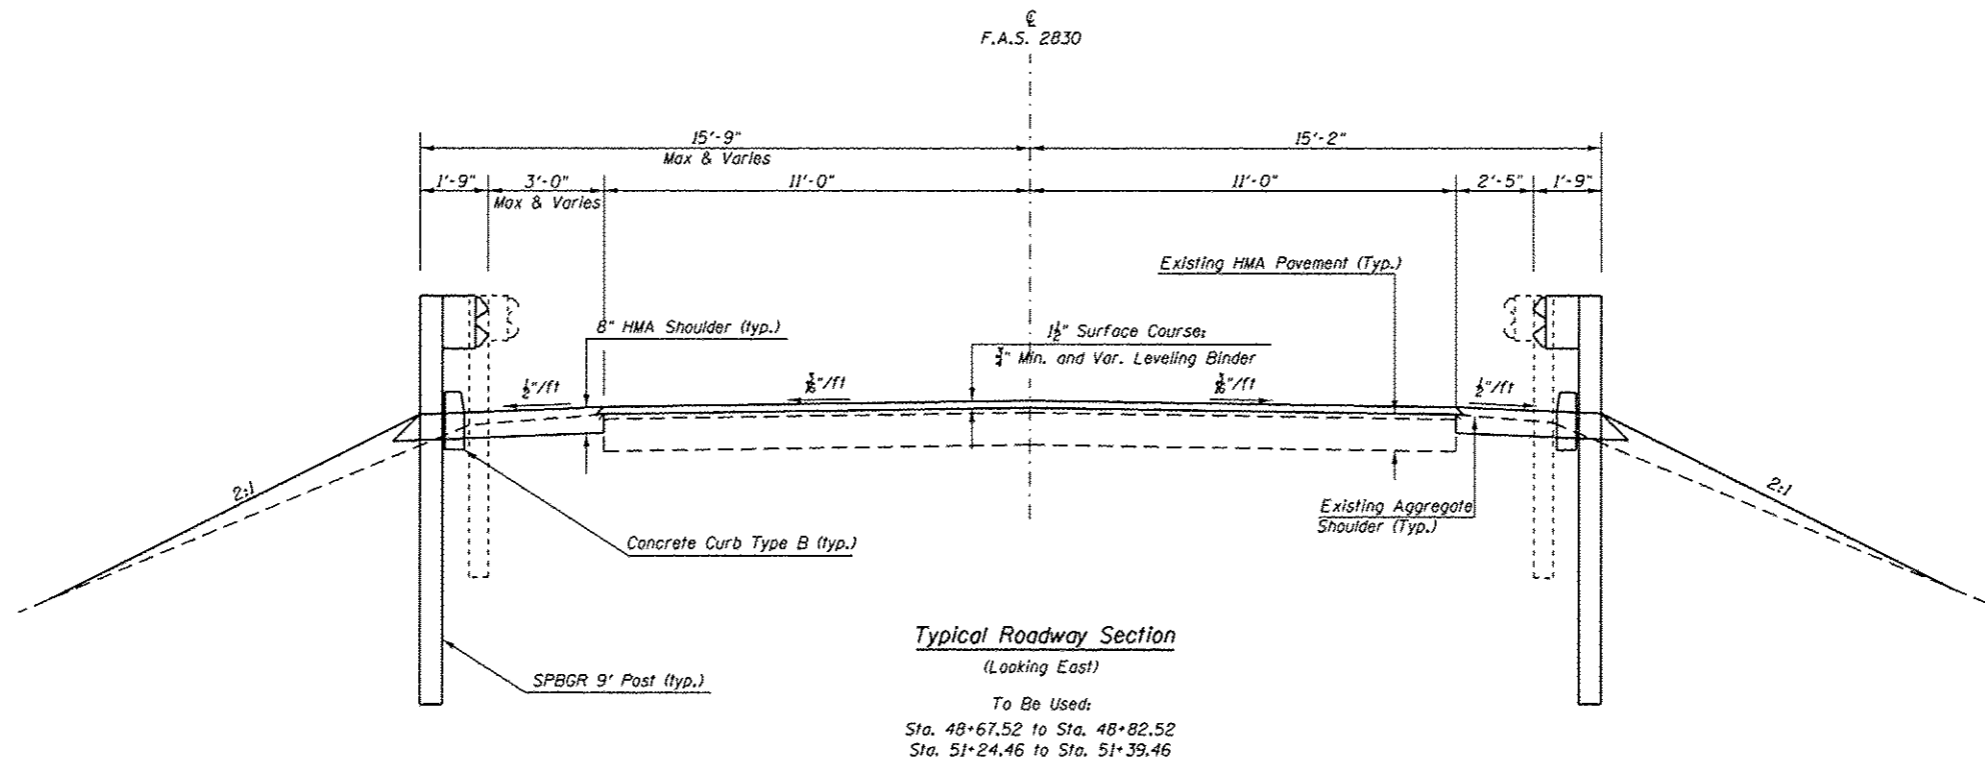 ℄
F.A.S. 2830
15'-9"
Max & Varies
15'-2"
1'-9"
3'-0"
Max & Varies
11'-0"
11'-0"
2'-5"
1'-9"
Existing HMA Pavement (Typ.)
8" HMA Shoulder (typ.)
1½" Surface Course;
¾" Min. and Var. Leveling Binder
½"/ft
3/16"/ft
3/16"/ft
½"/ft
2:1
2:1
Existing Aggregate
Shoulder (Typ.)
Concrete Curb Type B (typ.)
SPBGR 9' Post (typ.)
Typical Roadway Section
(Looking East)
To Be Used:
Sta. 48+67.52 to Sta. 48+82.52
Sta. 51+24.46 to Sta. 51+39.46